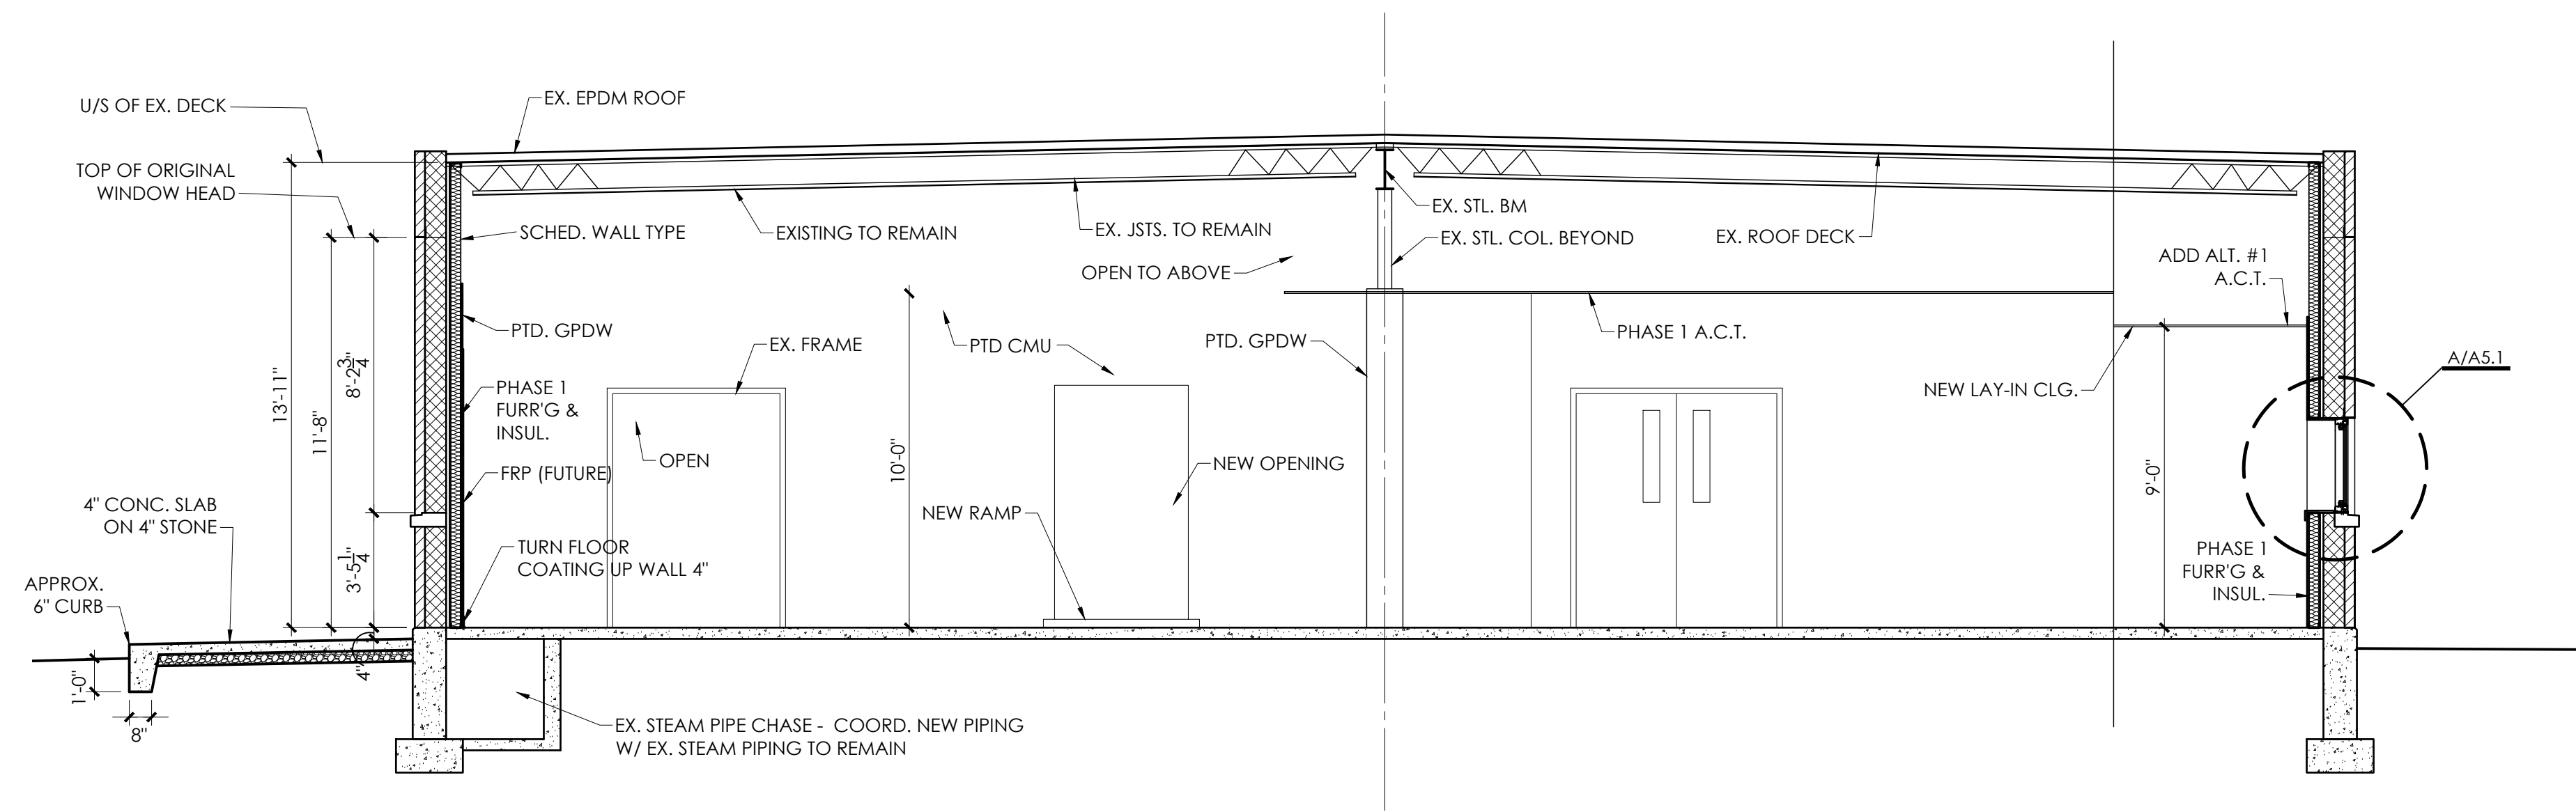 U/S OF EX. DECK
EX. EPDM ROOF
TOP OF ORIGINAL
WINDOW HEAD
SCHED. WALL TYPE
EXISTING TO REMAIN
EX. JSTS. TO REMAIN
EX. STL. BM
EX. STL. COL. BEYOND
EX. ROOF DECK
OPEN TO ABOVE
ADD ALT. #1
A.C.T.
PTD. GPDW
EX. FRAME
PTD CMU
PTD. GPDW
PHASE 1 A.C.T.
NEW LAY-IN CLG.
A/A5.1
13'-11"
11'-8"
8'-2 3/4"
3'-5 1/4"
PHASE 1
FURR'G &
INSUL.
OPEN
FRP (FUTURE)
10'-0"
NEW OPENING
9'-0"
4" CONC. SLAB
ON 4" STONE
NEW RAMP
TURN FLOOR
COATING UP WALL 4"
PHASE 1
FURR'G &
INSUL.
APPROX.
6" CURB
1'-0"
4"
8"
EX. STEAM PIPE CHASE - COORD. NEW PIPING
W/ EX. STEAM PIPING TO REMAIN